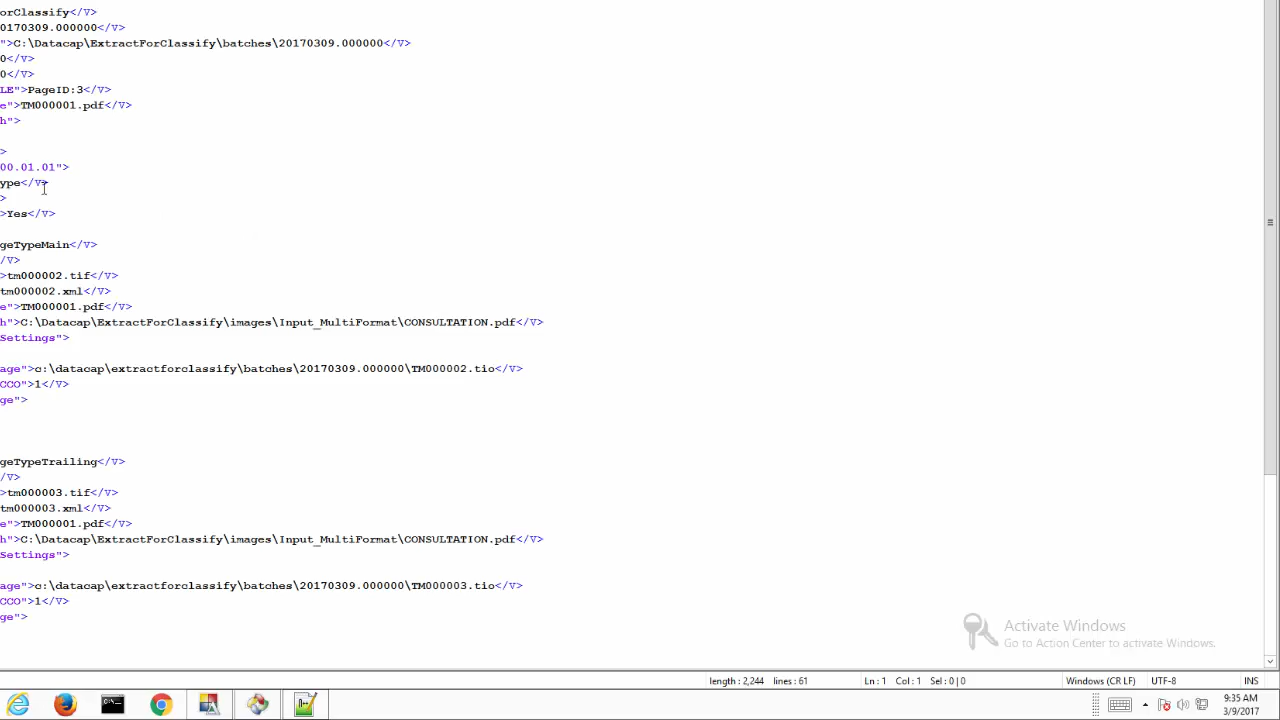 orClassify</V>
0170309.000000</V>
">C:\Datacap\ExtractForClassify\batches\20170309.000000</V>
0</V>
0</V>
LE">PageID:3</V>
e">TM000001.pdf</V>
h">
>
00.01.01">
ype</V>
>
>Yes</V>
geTypeMain</V>
/V>
>tm000002.tif</V>
tm000002.xml</V>
e">TM000001.pdf</V>
h">C:\Datacap\ExtractForClassify\images\Input_MultiFormat\CONSULTATION.pdf</V>
Settings">
age">c:\datacap\extractforclassify\batches\20170309.000000\TM000002.tio</V>
CCO">1</V>
ge">
geTypeTrailing</V>
/V>
>tm000003.tif</V>
tm000003.xml</V>
e">TM000001.pdf</V>
h">C:\Datacap\ExtractForClassify\images\Input_MultiFormat\CONSULTATION.pdf</V>
Settings">
age">c:\datacap\extractforclassify\batches\20170309.000000\TM000003.tio</V>
CCO">1</V>
ge">
Activate Windows
Go to Action Center to activate Windows.
length : 2,244 lines : 61 Ln : 1 Col : 1 Sel : 0 | 0 Windows (CR LF) UTF-8 INS
9:35 AM
3/9/2017